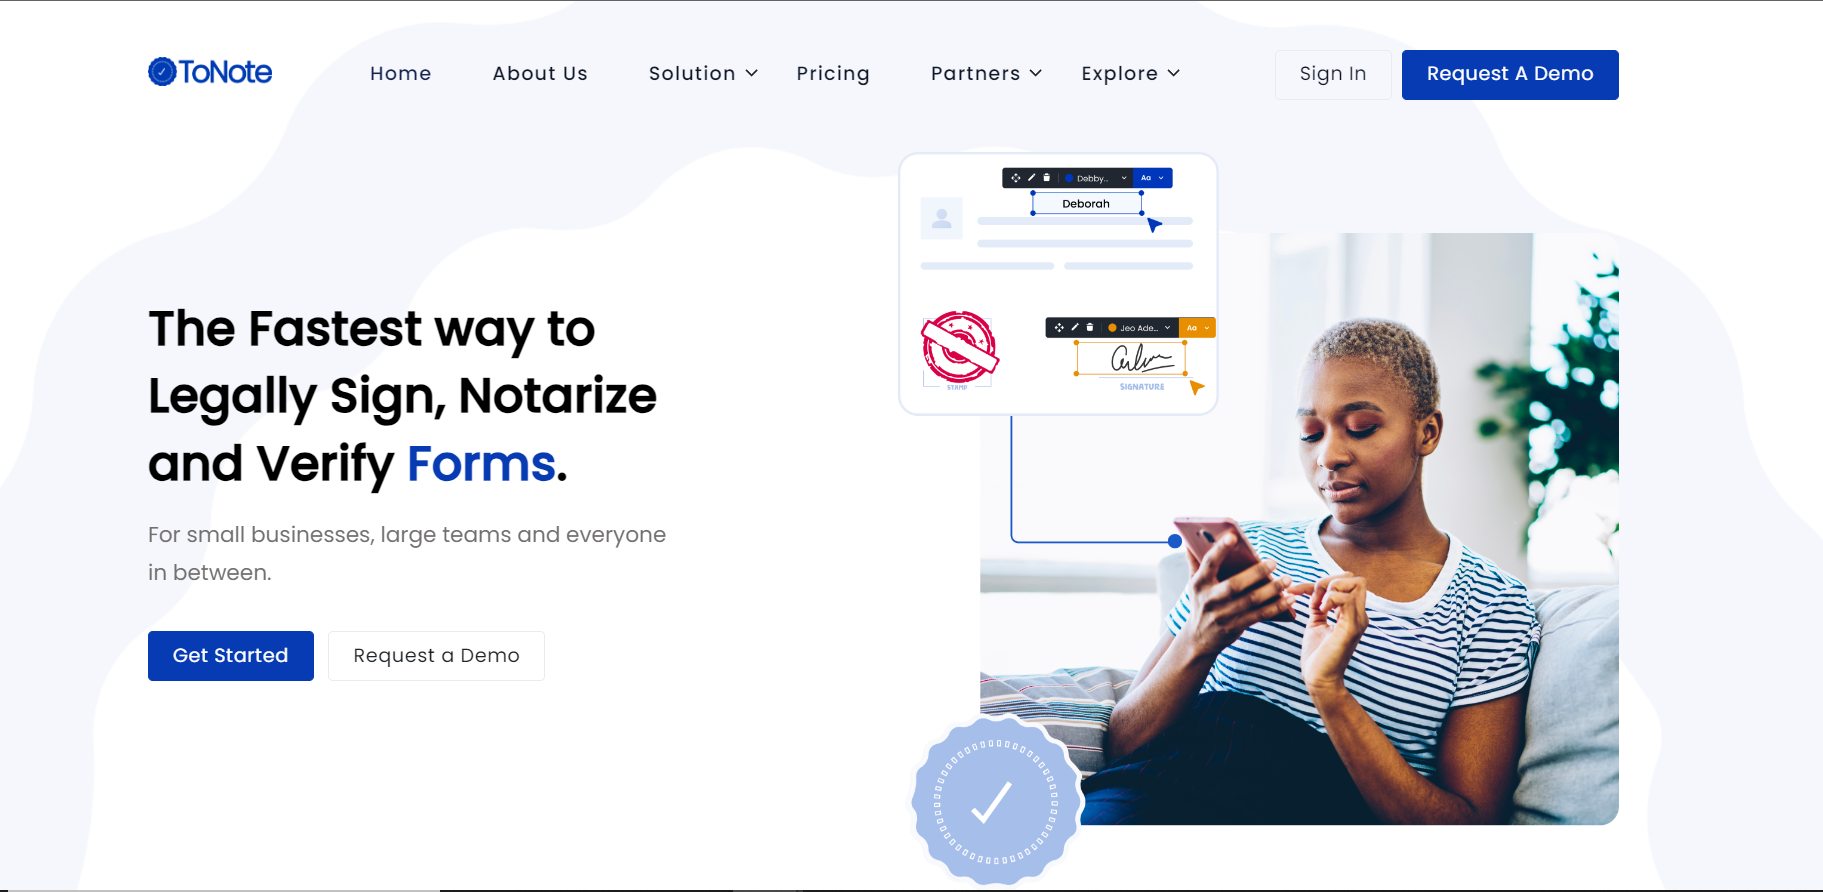 ToNote
Home
About Us
Solution
Pricing
Partners
Explore
Sign In
Request A Demo
Debby...
Aa
Deborah
Jeo Ade...
Aa
STAMP
SIGNATURE
The Fastest way to
Legally Sign, Notarize
and Verify Forms.
For small businesses, large teams and everyone
in between.
Get Started
Request a Demo